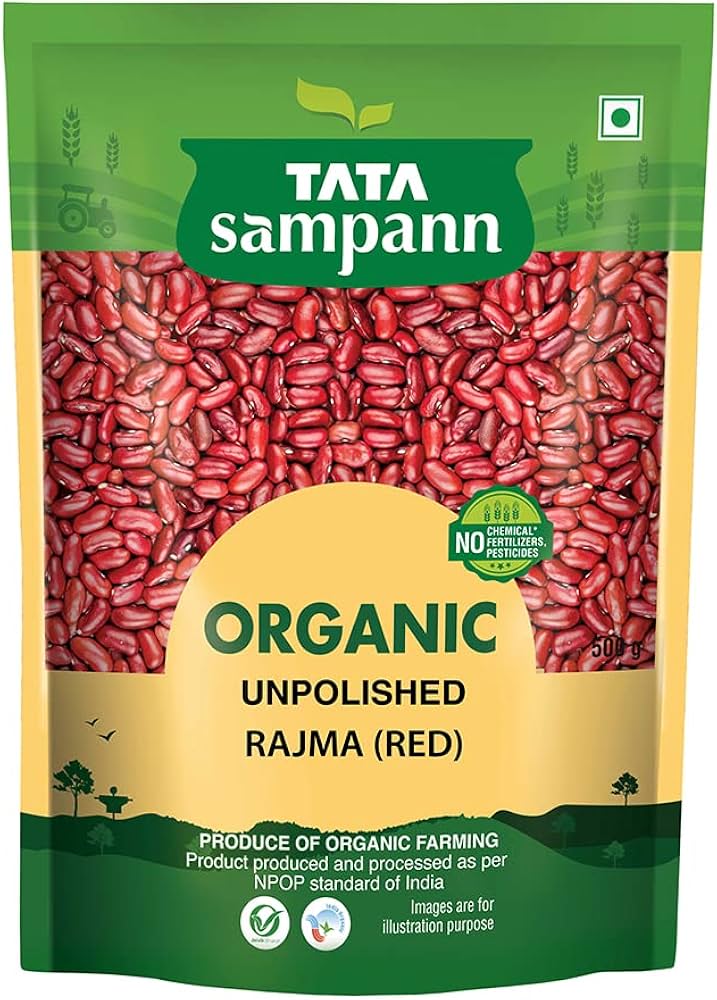 TATA
sampann
NO
CHEMICAL*
FERTILIZERS,
PESTICIDES
ORGANIC
500 g
UNPOLISHED
RAJMA (RED)
PRODUCE OF ORGANIC FARMING
Product produced and processed as per
NPOP standard of India
Images are for
illustration purpose